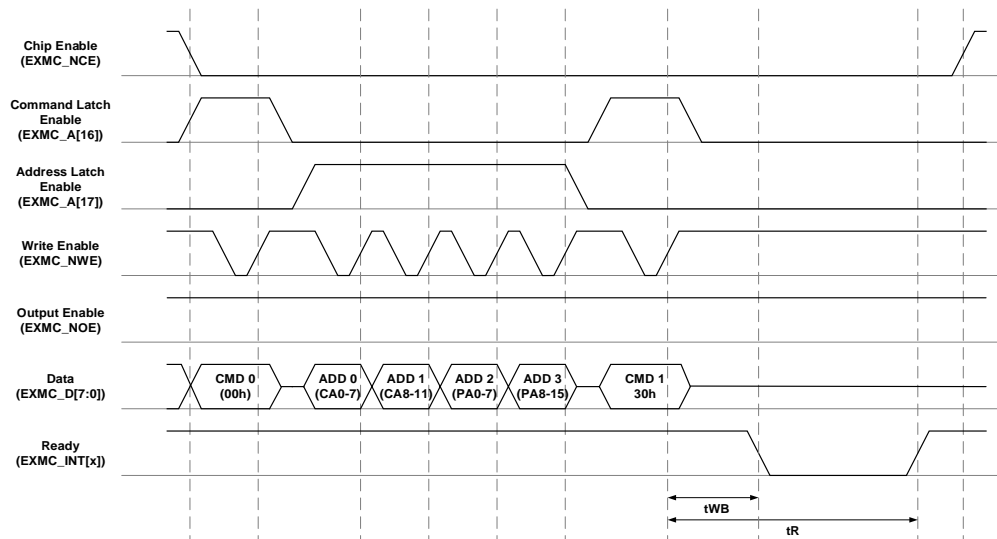 Chip Enable
(EXMC_NCE)
Command Latch
Enable
(EXMC_A[16])
Address Latch
Enable
(EXMC_A[17])
Write Enable
(EXMC_NWE)
Output Enable
(EXMC_NOE)
Data
(EXMC_D[7:0])
CMD 0
(00h)
ADD 0
(CA0-7)
ADD 1
(CA8-11)
ADD 2
(PA0-7)
ADD 3
(PA8-15)
CMD 1
30h
Ready
(EXMC_INT[x])
tWB
tR